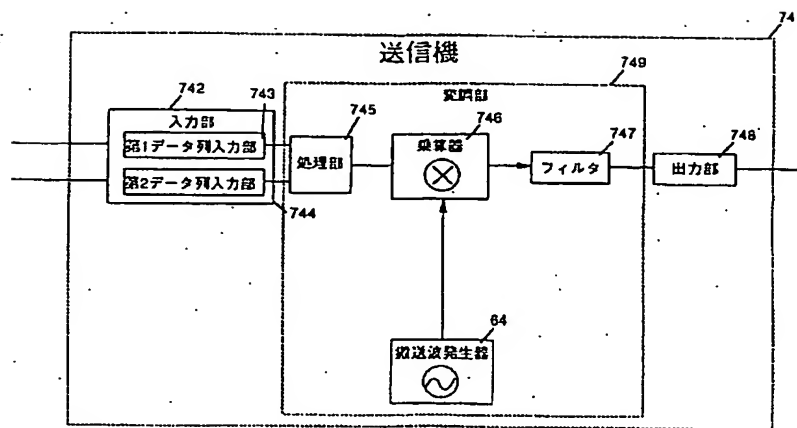 74
送信機
749
変調部
742
743
入力部
第1データ列入力部
第2データ列入力部
744
745
処理部
746
乗算器
747
フィルタ
748
出力部
64
搬送波発生器